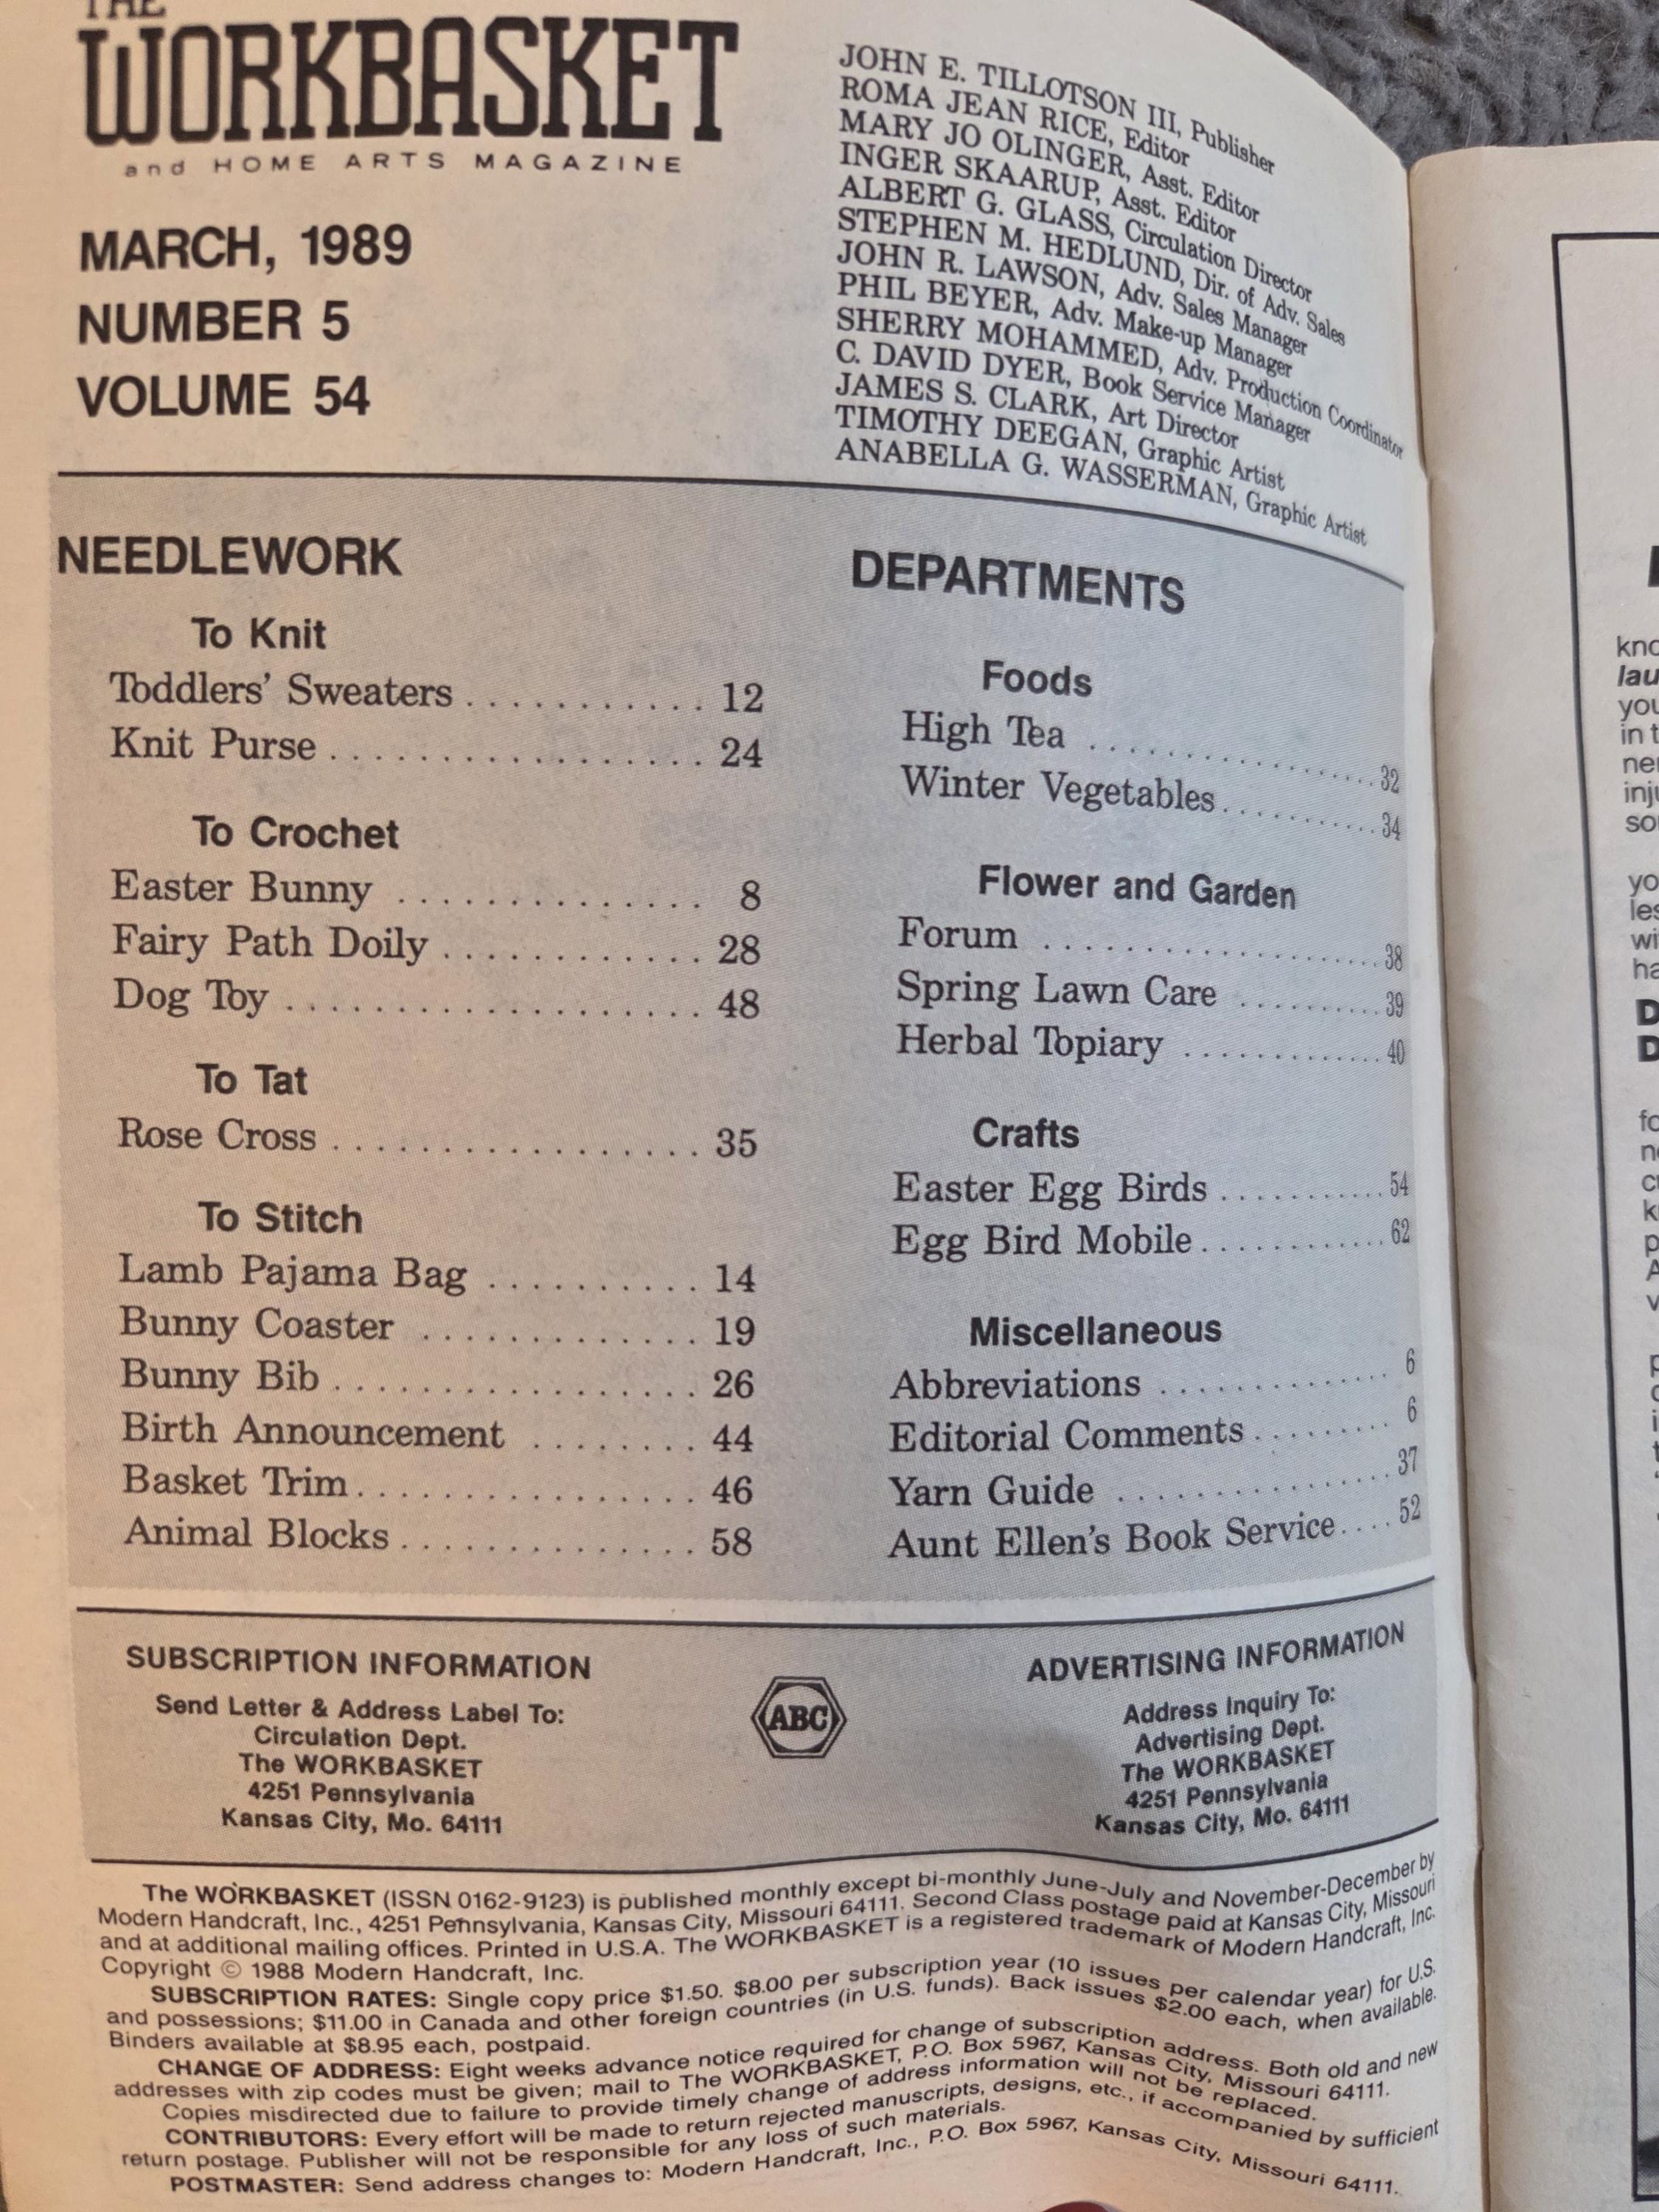 THE
WORKBASKET
and HOME ARTS MAGAZINE
MARCH, 1989
NUMBER 5
VOLUME 54
JOHN E. TILLOTSON III, Publisher
ROMA JEAN RICE, Editor
MARY JO OLINGER, Asst. Editor
INGER SKAARUP, Asst. Editor
ALBERT G. GLASS, Circulation Director
STEPHEN M. HEDLUND, Dir. of Adv. Sales
JOHN R. LAWSON, Adv. Sales Manager
PHIL BEYER, Adv. Make-up Manager
SHERRY MOHAMMED, Adv. Production Coordinator
C. DAVID DYER, Book Service Manager
JAMES S. CLARK, Art Director
TIMOTHY DEEGAN, Graphic Artist
ANABELLA G. WASSERMAN, Graphic Artist
NEEDLEWORK
To Knit
Toddlers' Sweaters . . . . . . . . . . . 12
Knit Purse . . . . . . . . . . . . . . . . . 24
To Crochet
Easter Bunny . . . . . . . . . . . . . . 8
Fairy Path Doily . . . . . . . . . . . . 28
Dog Toy . . . . . . . . . . . . . . . . . . . 48
To Tat
Rose Cross . . . . . . . . . . . . . . . . . 35
To Stitch
Lamb Pajama Bag . . . . . . . . . . 14
Bunny Coaster . . . . . . . . . . . . . 19
Bunny Bib . . . . . . . . . . . . . . . . . 26
Birth Announcement . . . . . . . . 44
Basket Trim . . . . . . . . . . . . . . . . 46
Animal Blocks . . . . . . . . . . . . . . 58
DEPARTMENTS
Foods
High Tea . . . . . . . . . . . . . . . . . 32
Winter Vegetables . . . . . . . . . . . 34
Flower and Garden
Forum . . . . . . . . . . . . . . . . . . . 38
Spring Lawn Care . . . . . . . . . . 39
Herbal Topiary . . . . . . . . . . . . . 40
Crafts
Easter Egg Birds . . . . . . . . . . . 54
Egg Bird Mobile . . . . . . . . . . . . 62
Miscellaneous
Abbreviations . . . . . . . . . . . . . . 6
Editorial Comments . . . . . . . . . 6
Yarn Guide . . . . . . . . . . . . . . . 37
Aunt Ellen's Book Service . . . . 52
SUBSCRIPTION INFORMATION
Send Letter & Address Label To:
Circulation Dept.
The WORKBASKET
4251 Pennsylvania
Kansas City, Mo. 64111
ABC
ADVERTISING INFORMATION
Address Inquiry To:
Advertising Dept.
The WORKBASKET
4251 Pennsylvania
Kansas City, Mo. 64111
The WORKBASKET (ISSN 0162-9123) is published monthly except bi-monthly June-July and November-December by
Modern Handcraft, Inc., 4251 Pennsylvania, Kansas City, Missouri 64111. Second Class postage paid at Kansas City, Missouri
and at additional mailing offices. Printed in U.S.A. The WORKBASKET is a registered trademark of Modern Handcraft, Inc.
Copyright © 1988 Modern Handcraft, Inc.
SUBSCRIPTION RATES: Single copy price $1.50. $8.00 per subscription year (10 issues per calendar year) for U.S.
and possessions; $11.00 in Canada and other foreign countries (in U.S. funds). Back issues $2.00 each, when available.
Binders available at $8.95 each, postpaid.
CHANGE OF ADDRESS: Eight weeks advance notice required for change of subscription address. Both old and new
addresses with zip codes must be given; mail to The WORKBASKET, P.O. Box 5967, Kansas City, Missouri 64111.
Copies misdirected due to failure to provide timely change of address information will not be replaced.
CONTRIBUTORS: Every effort will be made to return rejected manuscripts, designs, etc., if accompanied by sufficient
return postage. Publisher will not be responsible for any loss of such materials.
POSTMASTER: Send address changes to: Modern Handcraft, Inc., P.O. Box 5967, Kansas City, Missouri 64111.